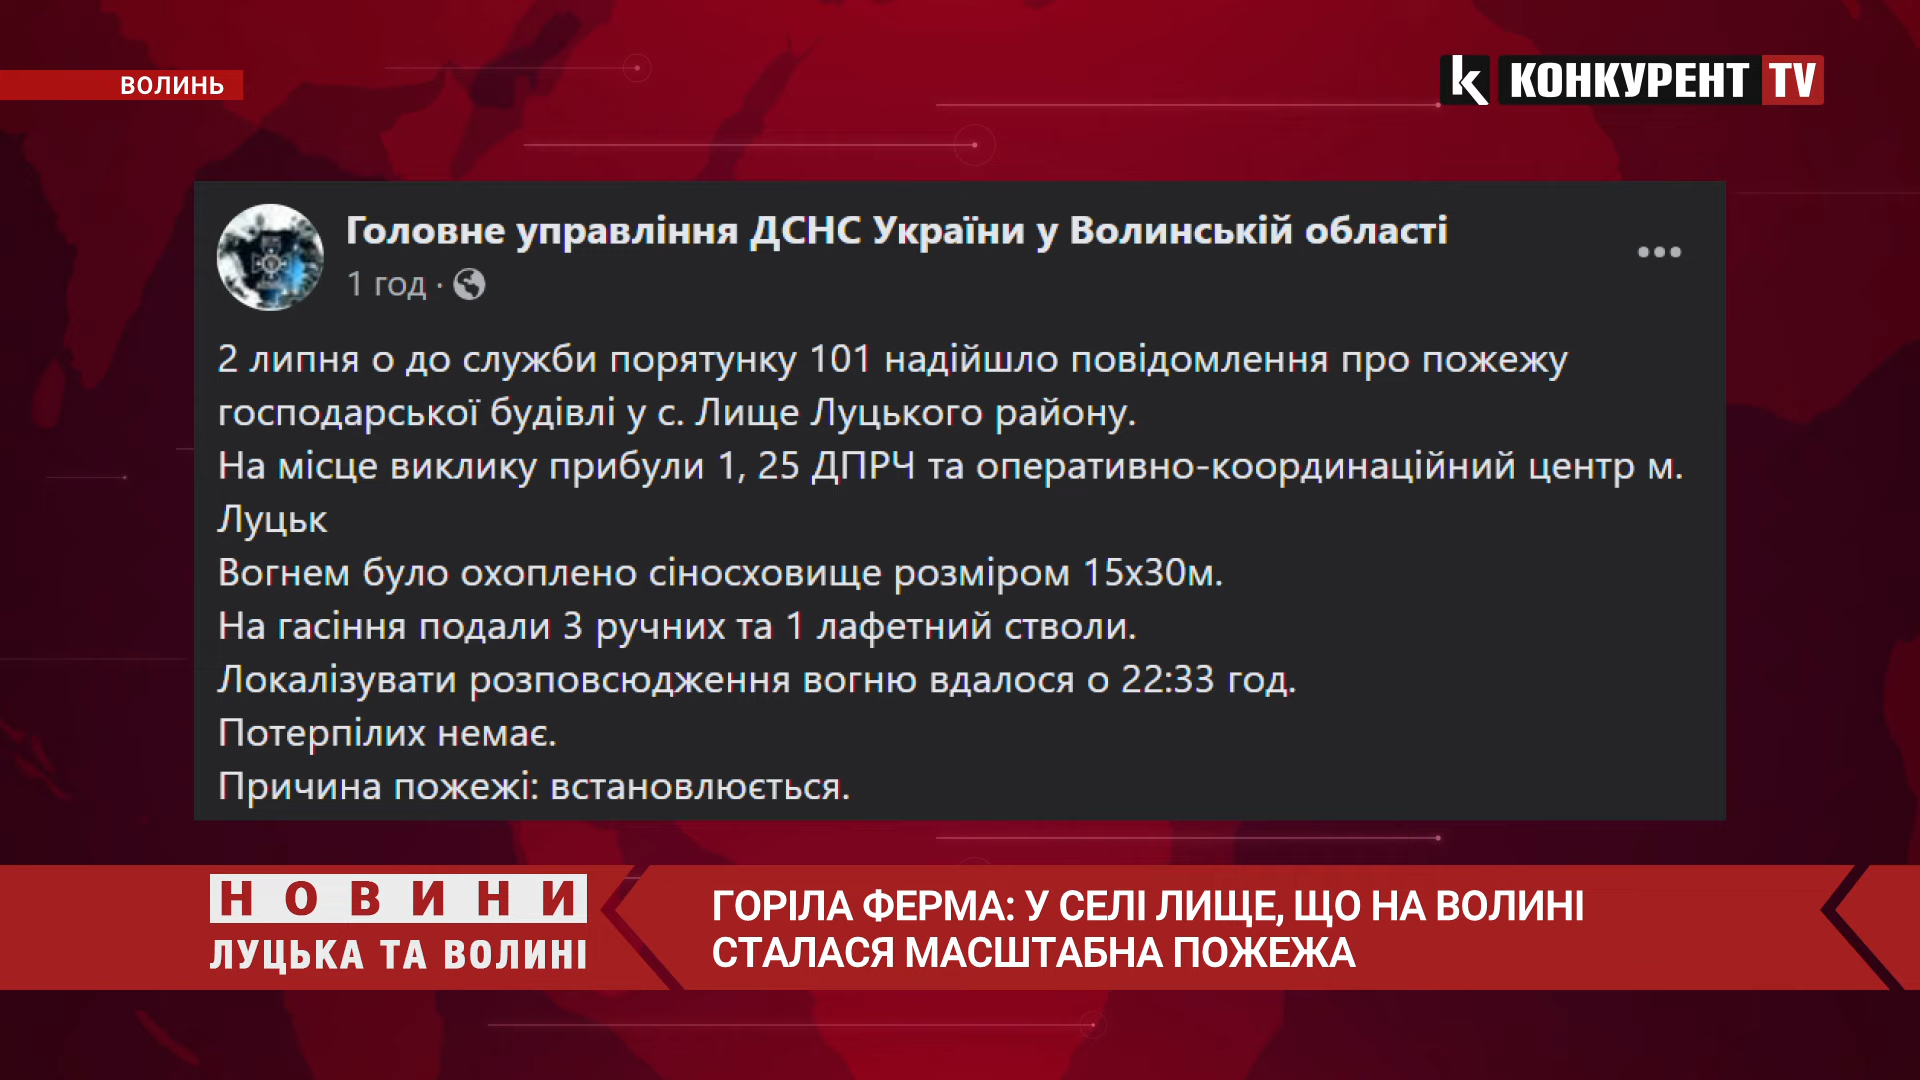 ВОЛИНЬ
k КОНКУРЕНТ TV
Головне управління ДСНС України у Волинській області
1 год ·
2 липня о до служби порятунку 101 надійшло повідомлення про пожежу
господарської будівлі у с. Лище Луцького району.
На місце виклику прибули 1, 25 ДПРЧ та оперативно-координаційний центр м.
Луцьк
Вогнем було охоплено сіносховище розміром 15х30м.
На гасіння подали 3 ручних та 1 лафетний стволи.
Локалізувати розповсюдження вогню вдалося о 22:33 год.
Потерпілих немає.
Причина пожежі: встановлюється.
НОВИНИ
ЛУЦЬКА ТА ВОЛИНІ
ГОРІЛА ФЕРМА: У СЕЛІ ЛИЩЕ, ЩО НА ВОЛИНІ
СТАЛАСЯ МАСШТАБНА ПОЖЕЖА